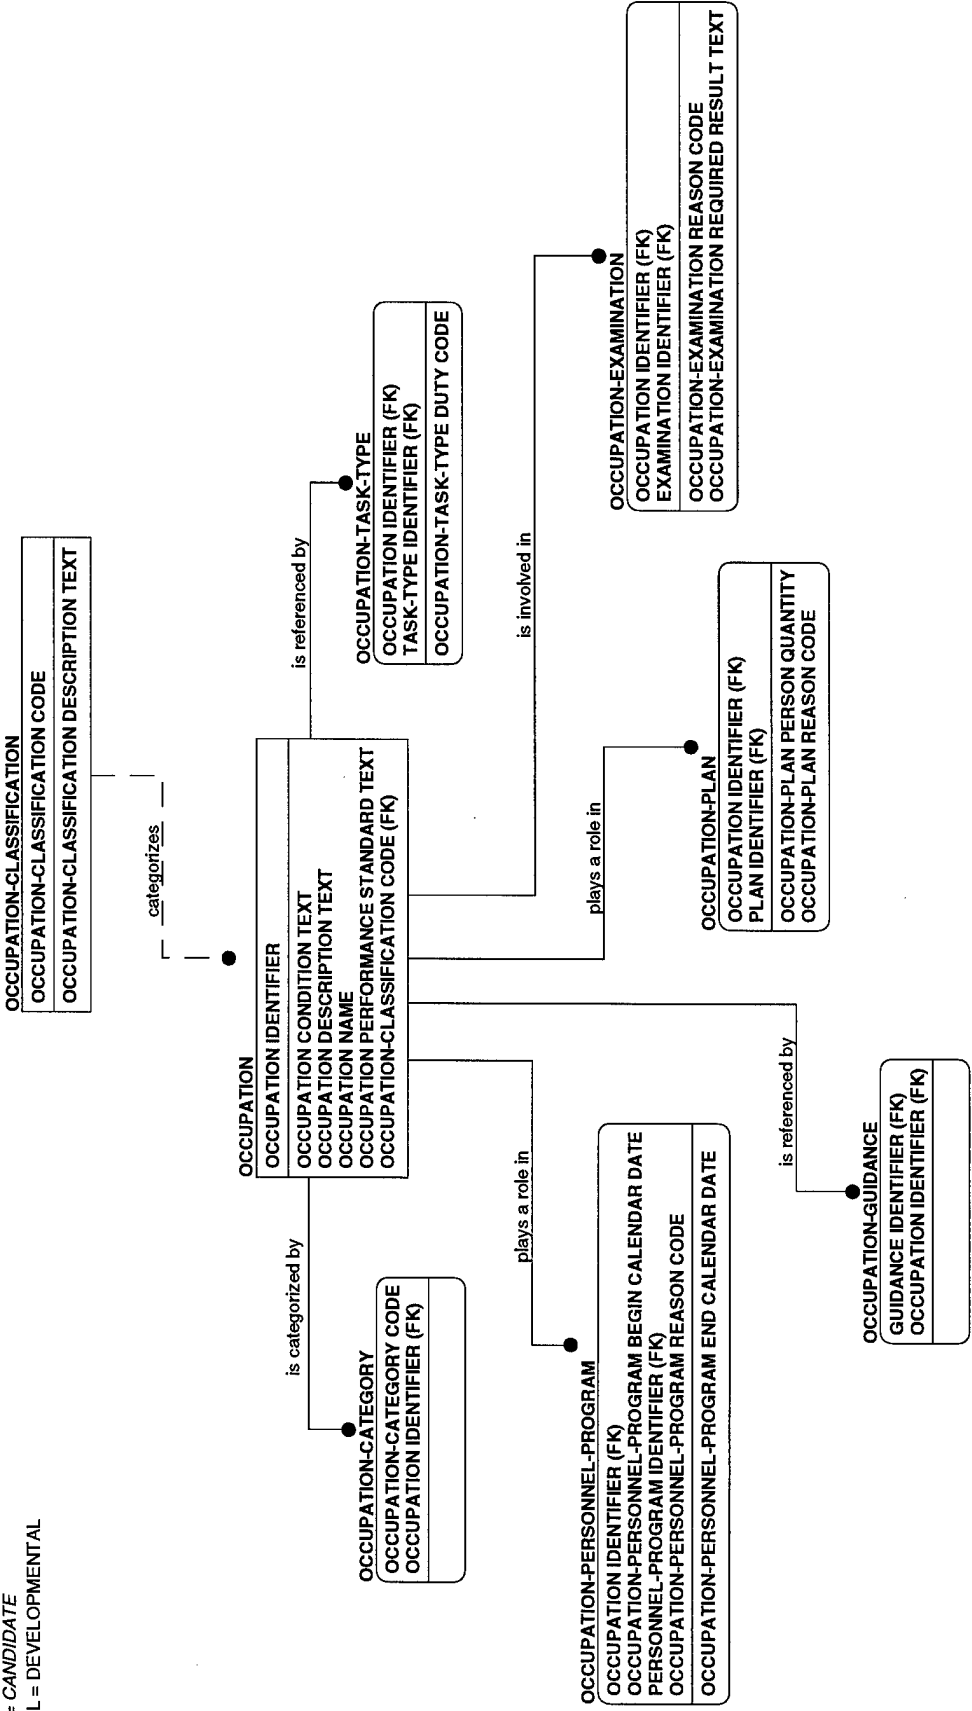 = CANDIDATE
L = DEVELOPMENTAL
OCCUPATION-CLASSIFICATION
OCCUPATION-CLASSIFICATION CODE
OCCUPATION-CLASSIFICATION DESCRIPTION TEXT
categorizes
OCCUPATION
OCCUPATION IDENTIFIER
OCCUPATION CONDITION TEXT
OCCUPATION DESCRIPTION TEXT
OCCUPATION NAME
OCCUPATION PERFORMANCE STANDARD TEXT
OCCUPATION-CLASSIFICATION CODE (FK)
is categorized by
OCCUPATION-CATEGORY
OCCUPATION-CATEGORY CODE
OCCUPATION IDENTIFIER (FK)
is referenced by
OCCUPATION-TASK-TYPE
OCCUPATION IDENTIFIER (FK)
TASK-TYPE IDENTIFIER (FK)
OCCUPATION-TASK-TYPE DUTY CODE
plays a role in
OCCUPATION-PERSONNEL-PROGRAM
OCCUPATION IDENTIFIER (FK)
OCCUPATION-PERSONNEL-PROGRAM BEGIN CALENDAR DATE
PERSONNEL-PROGRAM IDENTIFIER (FK)
OCCUPATION-PERSONNEL-PROGRAM REASON CODE
OCCUPATION-PERSONNEL-PROGRAM END CALENDAR DATE
is involved in
OCCUPATION-EXAMINATION
OCCUPATION IDENTIFIER (FK)
EXAMINATION IDENTIFIER (FK)
OCCUPATION-EXAMINATION REASON CODE
OCCUPATION-EXAMINATION REQUIRED RESULT TEXT
plays a role in
OCCUPATION-PLAN
OCCUPATION IDENTIFIER (FK)
PLAN IDENTIFIER (FK)
OCCUPATION-PLAN PERSON QUANTITY
OCCUPATION-PLAN REASON CODE
is referenced by
OCCUPATION-GUIDANCE
GUIDANCE IDENTIFIER (FK)
OCCUPATION IDENTIFIER (FK)